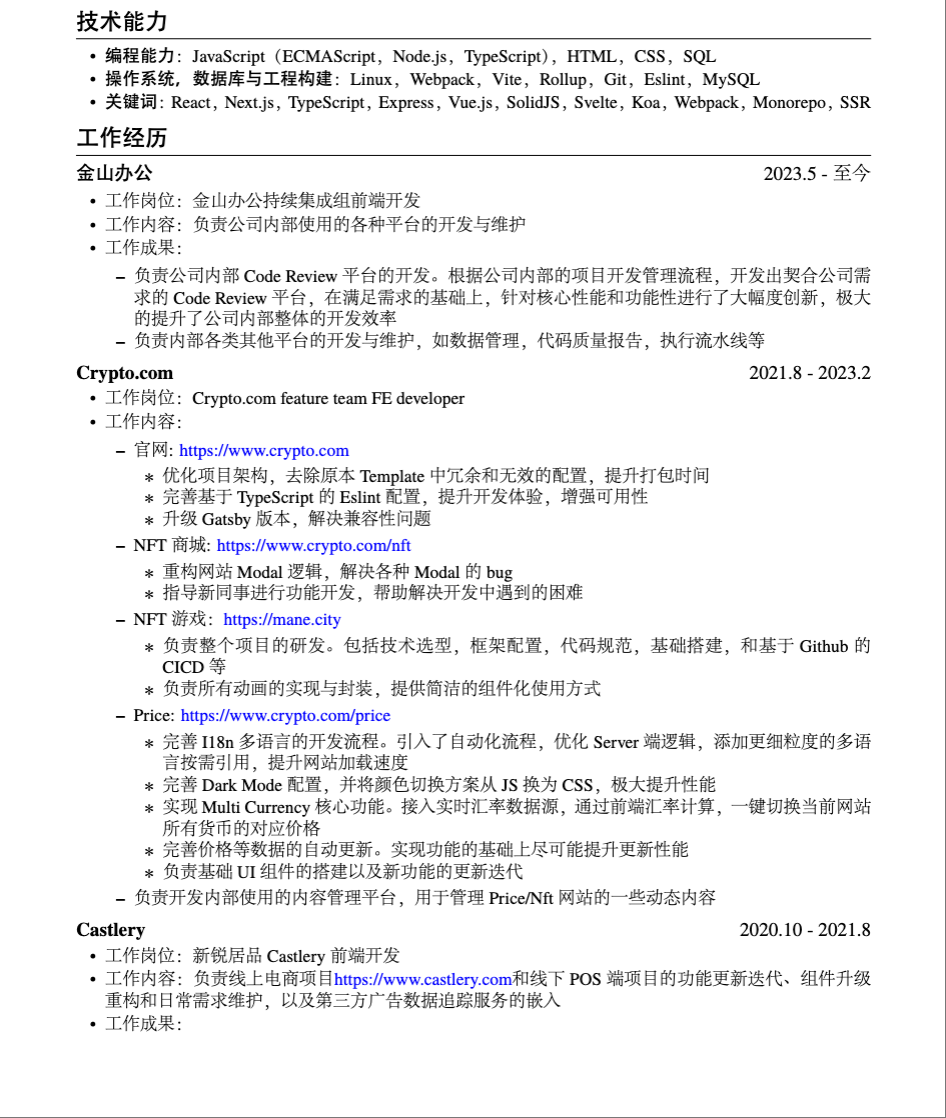 技术能力
• 编程能力：JavaScript（ECMAScript，Node.js，TypeScript），HTML，CSS，SQL
• 操作系统，数据库与工程构建：Linux，Webpack，Vite，Rollup，Git，Eslint，MySQL
• 关键词: React, Next.js, TypeScript, Express, Vue.js, SolidJS, Svelte, Koa, Webpack, Monorepo, SSR
工作经历
金山办公 2023.5 - 至今
• 工作岗位：金山办公持续集成组前端开发
• 工作内容：负责公司内部使用的各种平台的开发与维护
• 工作成果：
– 负责公司内部 Code Review 平台的开发。根据公司内部的项目开发管理流程，开发出契合公司需
求的 Code Review 平台，在满足需求的基础上，针对核心性能和功能性进行了大幅度创新，极大
的提升了公司内部整体的开发效率
– 负责内部各类其他平台的开发与维护，如数据管理，代码质量报告，执行流水线等
Crypto.com 2021.8 - 2023.2
• 工作岗位：Crypto.com feature team FE developer
• 工作内容：
– 官网: https://www.crypto.com
∗ 优化项目架构，去除原本 Template 中冗余和无效的配置，提升打包时间
∗ 完善基于 TypeScript 的 Eslint 配置，提升开发体验，增强可用性
∗ 升级 Gatsby 版本，解决兼容性问题
– NFT 商城: https://www.crypto.com/nft
∗ 重构网站 Modal 逻辑，解决各种 Modal 的 bug
∗ 指导新同事进行功能开发，帮助解决开发中遇到的困难
– NFT 游戏：https://mane.city
∗ 负责整个项目的研发。包括技术选型，框架配置，代码规范，基础搭建，和基于 Github 的
CICD 等
∗ 负责所有动画的实现与封装，提供简洁的组件化使用方式
– Price: https://www.crypto.com/price
∗ 完善 I18n 多语言的开发流程。引入了自动化流程，优化 Server 端逻辑，添加更细粒度的多语
言按需引用，提升网站加载速度
∗ 完善 Dark Mode 配置，并将颜色切换方案从 JS 换为 CSS，极大提升性能
∗ 实现 Multi Currency 核心功能。接入实时汇率数据源，通过前端汇率计算，一键切换当前网站
所有货币的对应价格
∗ 完善价格等数据的自动更新。实现功能的基础上尽可能提升更新性能
∗ 负责基础 UI 组件的搭建以及新功能的更新迭代
– 负责开发内部使用的内容管理平台，用于管理 Price/Nft 网站的一些动态内容
Castlery 2020.10 - 2021.8
• 工作岗位：新锐居品 Castlery 前端开发
• 工作内容：负责线上电商项目https://www.castlery.com和线下 POS 端项目的功能更新迭代、组件升级
重构和日常需求维护，以及第三方广告数据追踪服务的嵌入
• 工作成果：